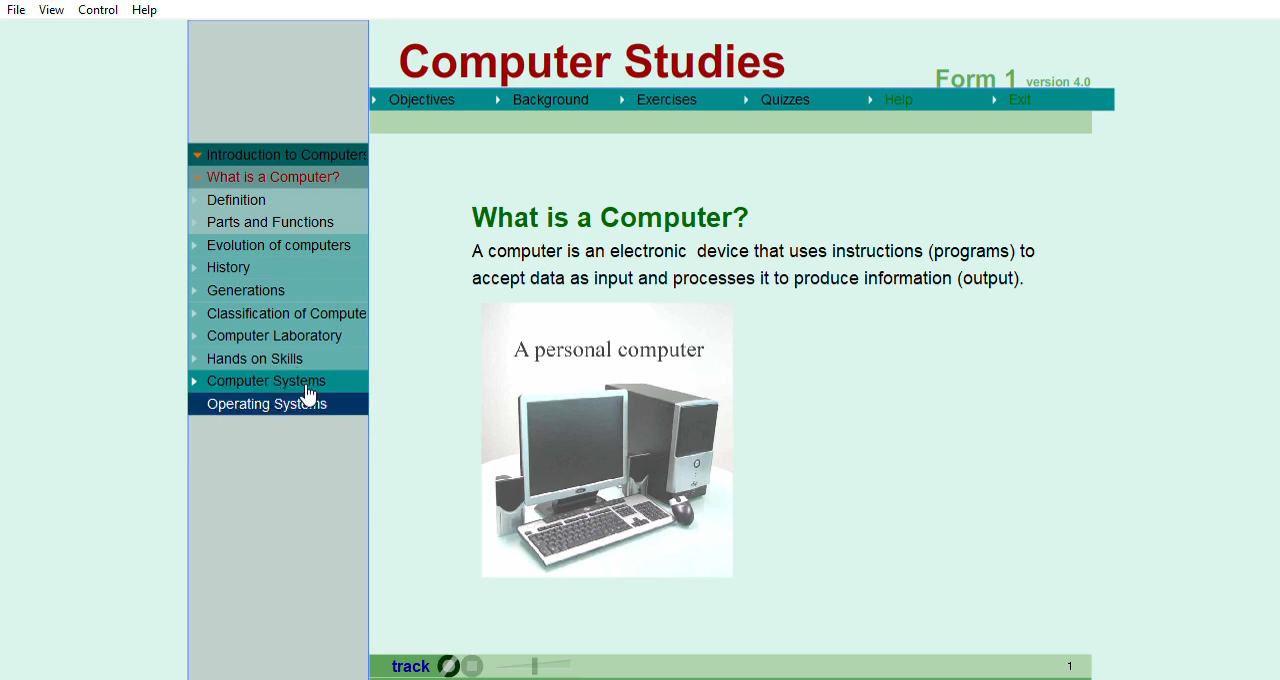 File View Control Help
Computer Studies
Form 1 version 4.0
Objectives Background Exercises Quizzes Help Exit
Introduction to Computers
What is a Computer?
Definition
Parts and Functions
Evolution of computers
History
Generations
Classification of Compute
Computer Laboratory
Hands on Skills
Computer Systems
Operating Systems
What is a Computer?
A computer is an electronic device that uses instructions (programs) to
accept data as input and processes it to produce information (output).
A personal computer
track
1